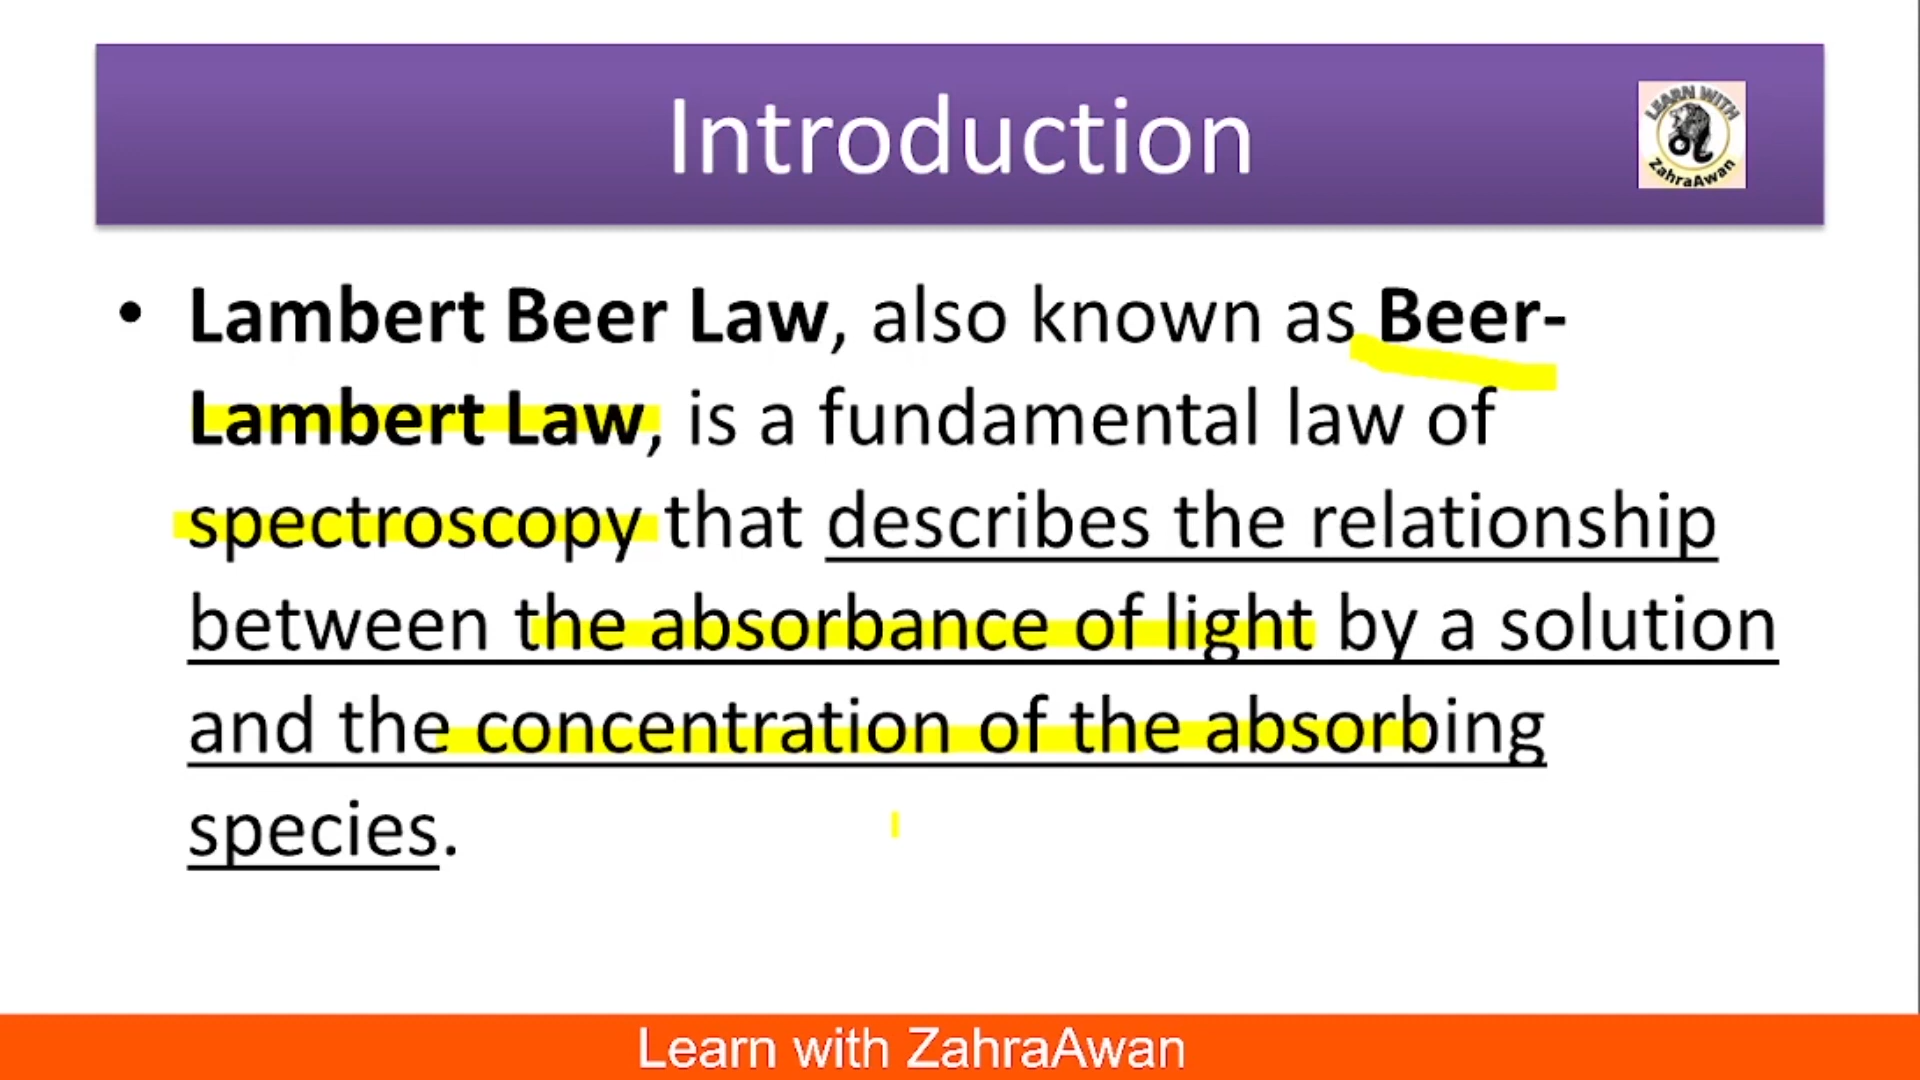 Introduction
LEARN WITH
ZahraAwan
• Lambert Beer Law, also known as Beer-
Lambert Law, is a fundamental law of
spectroscopy that describes the relationship
between the absorbance of light by a solution
and the concentration of the absorbing
species.
Learn with ZahraAwan